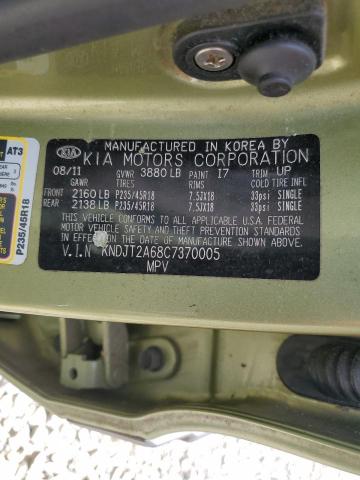 MANUFACTURED IN KOREA BY
KIA KIA MOTORS CORPORATION
08/11 GVWR 3880 LB PAINT I7 TRIM UP
GAWR TIRES RIMS COLD TIRE INFL
FRONT 2160 LB P235/45R18 7.5JX18 33psi SINGLE
REAR 2138 LB P235/45R18 7.5JX18 33psi SINGLE
THIS VEHICLE CONFORMS TO ALL APPLICABLE U.S.A. FEDERAL
MOTOR VEHICLE SAFETY AND THEFT PREVENTION STANDARDS
IN EFFECT ON THE DATE OF MANUFACTURE SHOWN ABOVE.
V.I.N KNDJT2A68C7370005
MPV
AT3
P235/45R18